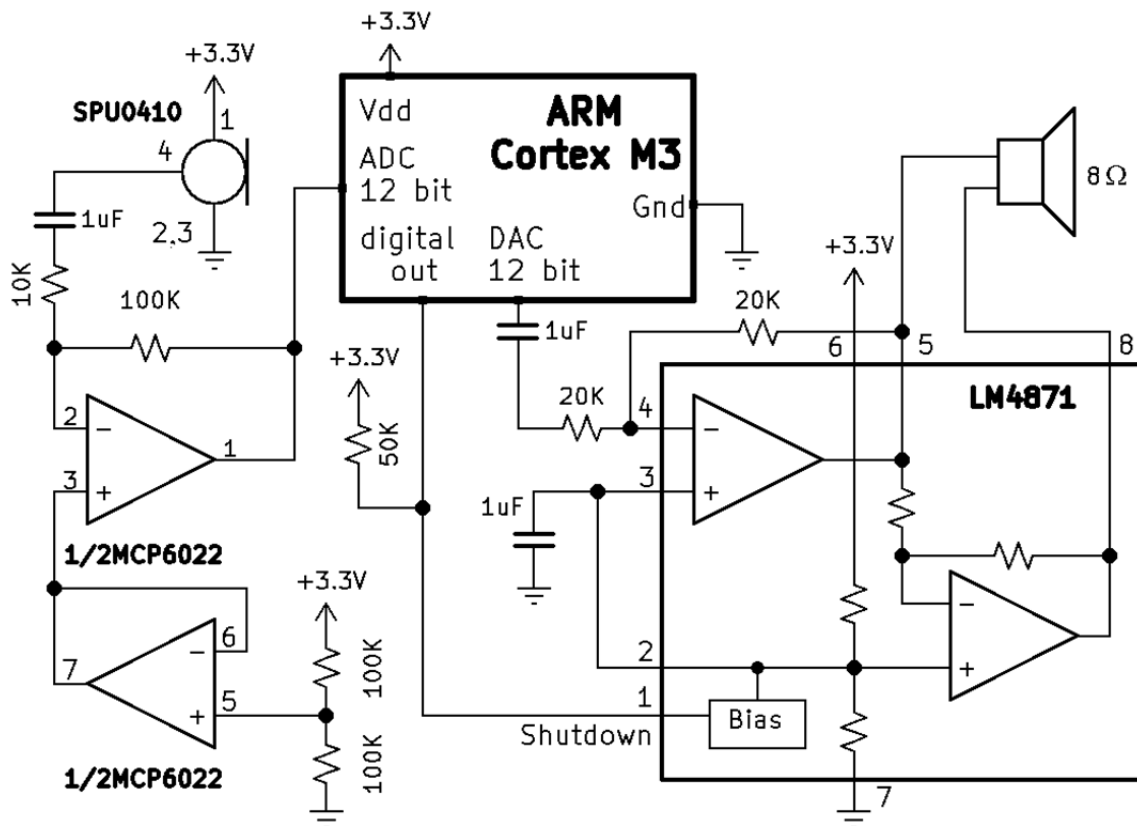 +3.3V
+3.3V
SPU0410
1
4
2,3
1uF
10K
100K
Vdd
ARM
Cortex M3
ADC
12 bit
Gnd
digital
out
DAC
12 bit
8Ω
+3.3V
20K
1uF
6
5
8
+3.3V
50K
20K
4
LM4871
2
−
1
3
+
1/2MCP6022
−
3
+
1uF
+3.3V
6
−
7
5
+
100K
100K
1/2MCP6022
−
+
2
1
Bias
Shutdown
7